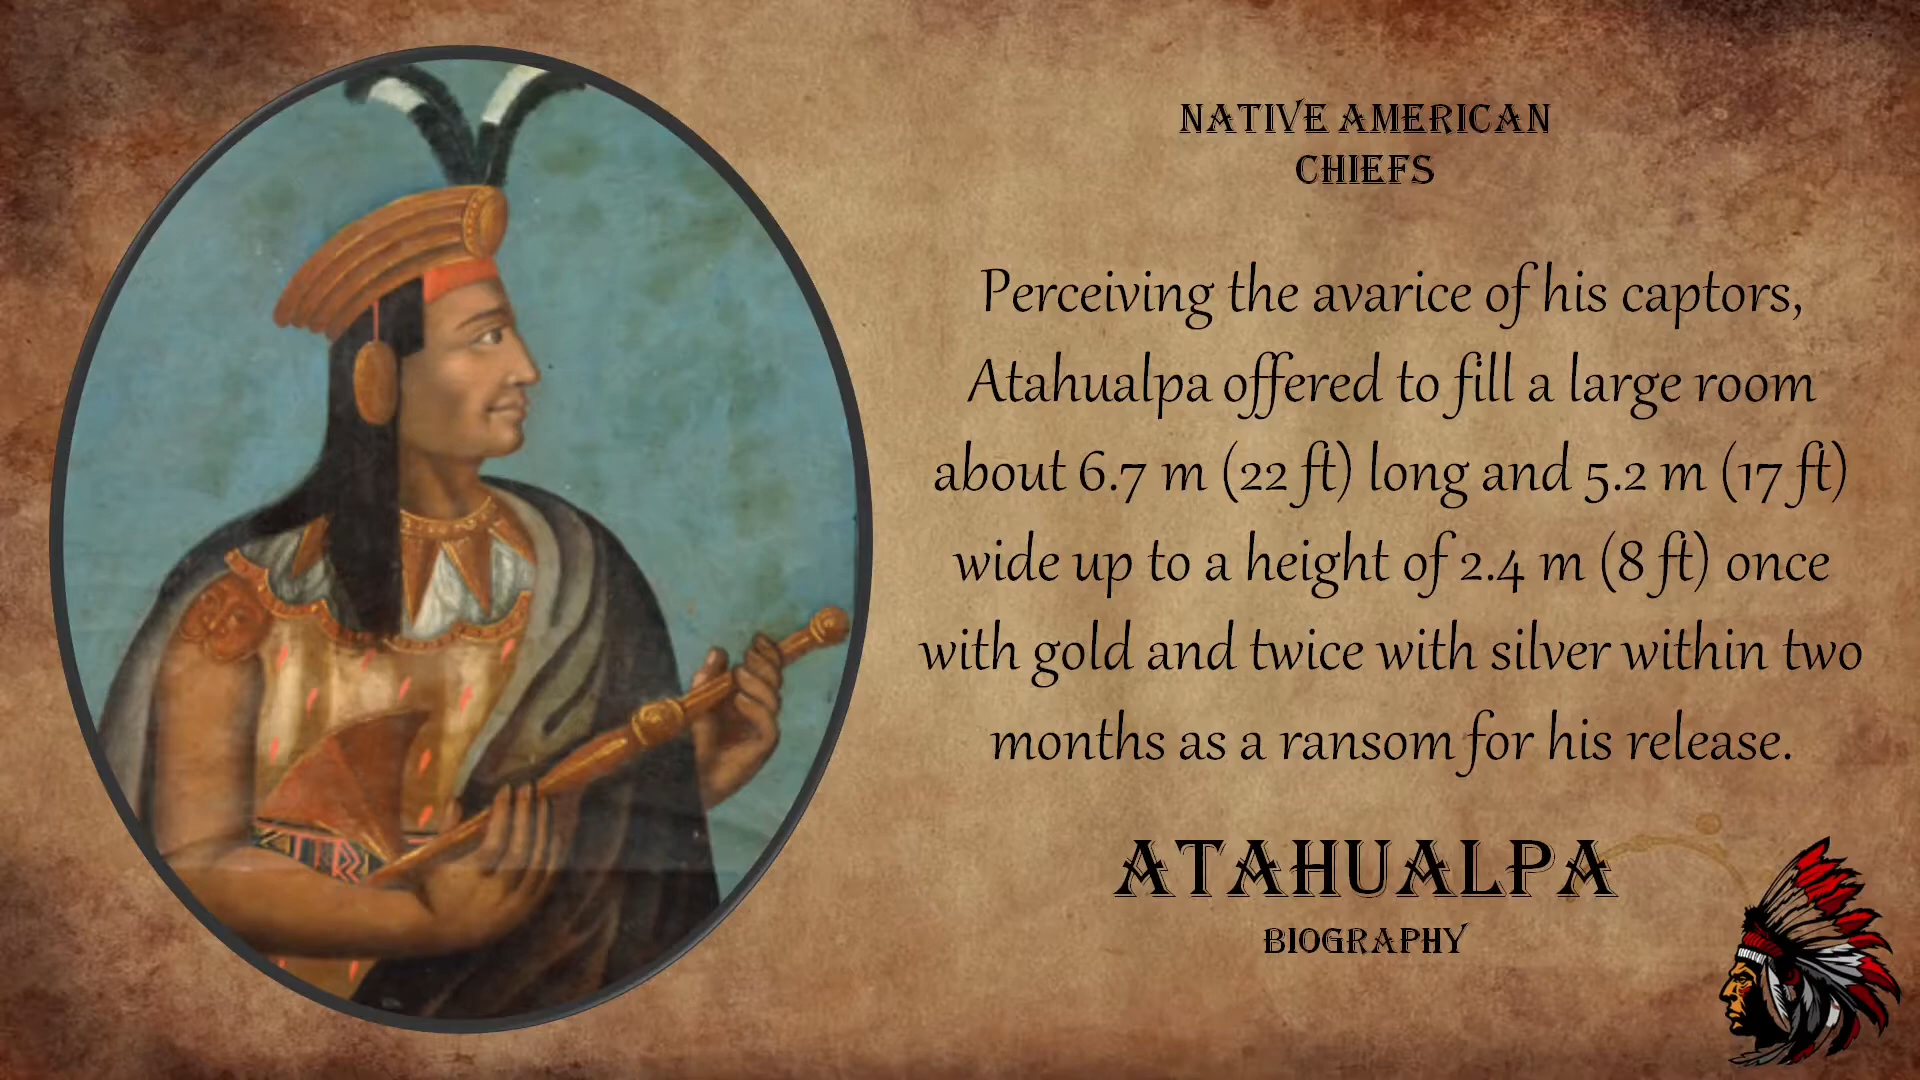 NATIVE AMERICAN
CHIEFS
Perceiving the avarice of his captors,
Atahualpa offered to fill a large room
about 6.7 m (22 ft) long and 5.2 m (17 ft)
wide up to a height of 2.4 m (8 ft) once
with gold and twice with silver within two
months as a ransom for his release.
ATAHUALPA
BIOGRAPHY